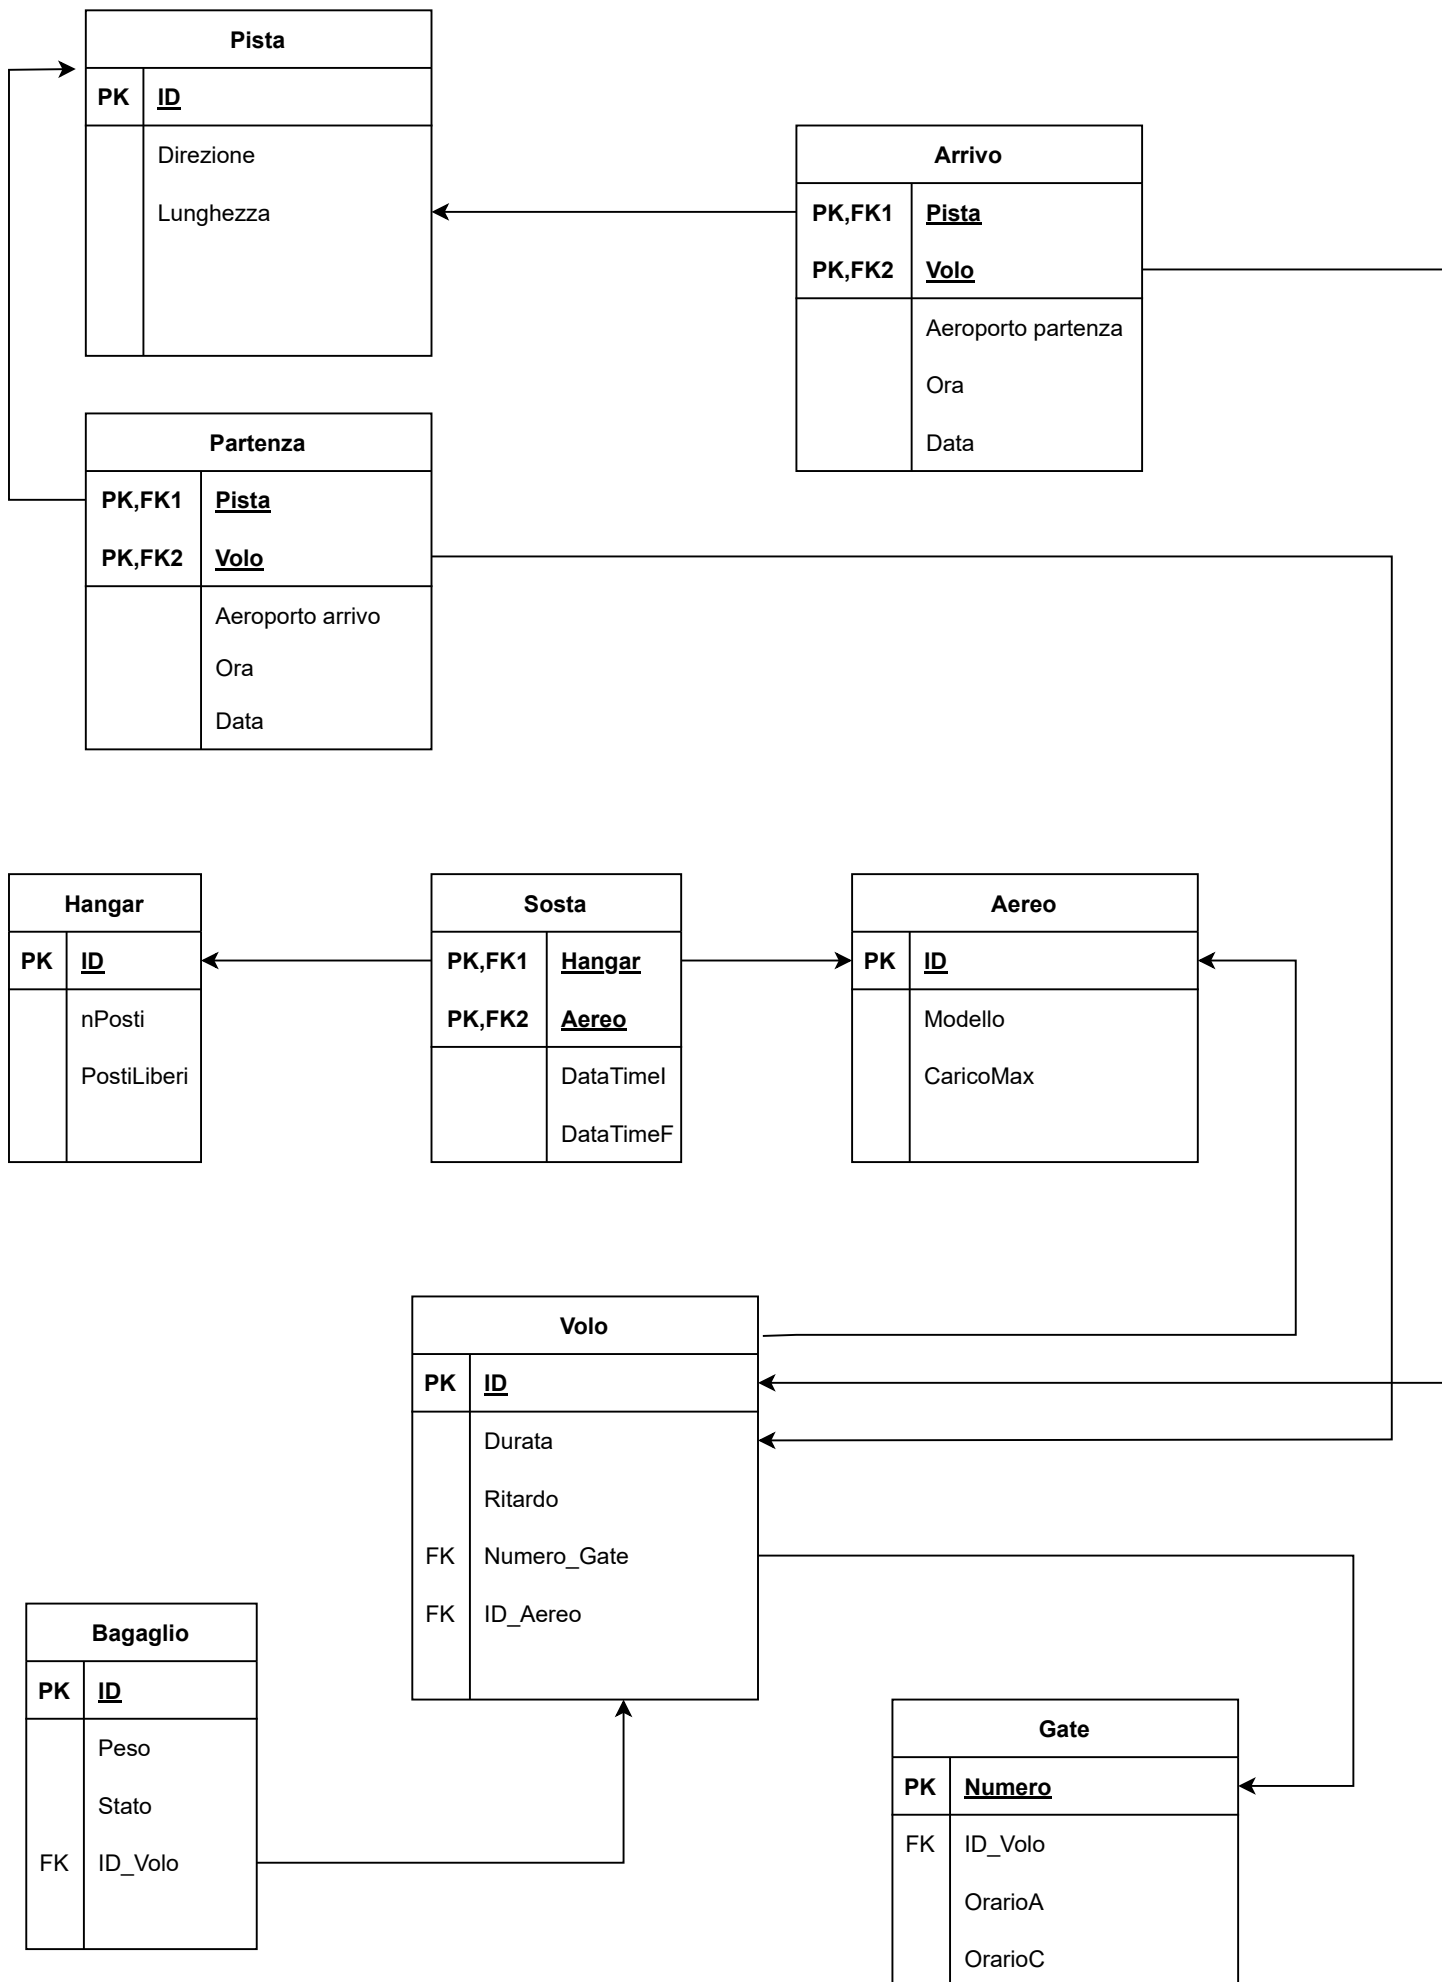 Pista
PK ID
Direzione
Lunghezza
Arrivo
PK,FK1 Pista
PK,FK2 Volo
Aeroporto partenza
Ora
Data
Partenza
PK,FK1 Pista
PK,FK2 Volo
Aeroporto arrivo
Ora
Data
Hangar
PK ID
nPosti
PostiLiberi
Sosta
PK,FK1 Hangar
PK,FK2 Aereo
DataTimeI
DataTimeF
Aereo
PK ID
Modello
CaricoMax
Volo
PK ID
Durata
Ritardo
FK Numero_Gate
FK ID_Aereo
Bagaglio
PK ID
Peso
Stato
FK ID_Volo
Gate
PK Numero
FK ID_Volo
OrarioA
OrarioC